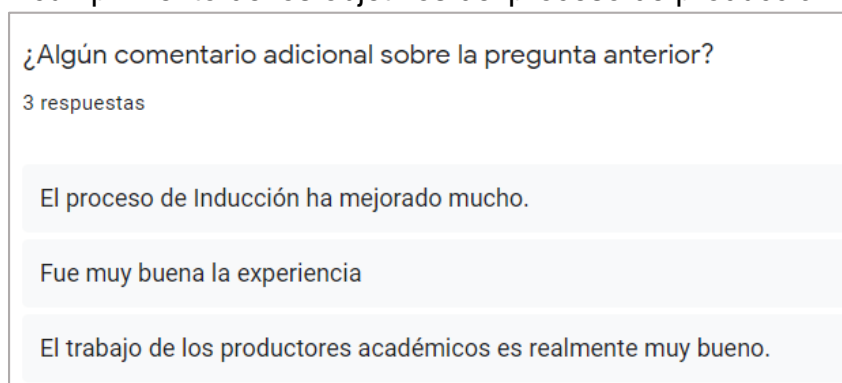 ¿Algún comentario adicional sobre la pregunta anterior?
3 respuestas
El proceso de Inducción ha mejorado mucho.
Fue muy buena la experiencia
El trabajo de los productores académicos es realmente muy bueno.